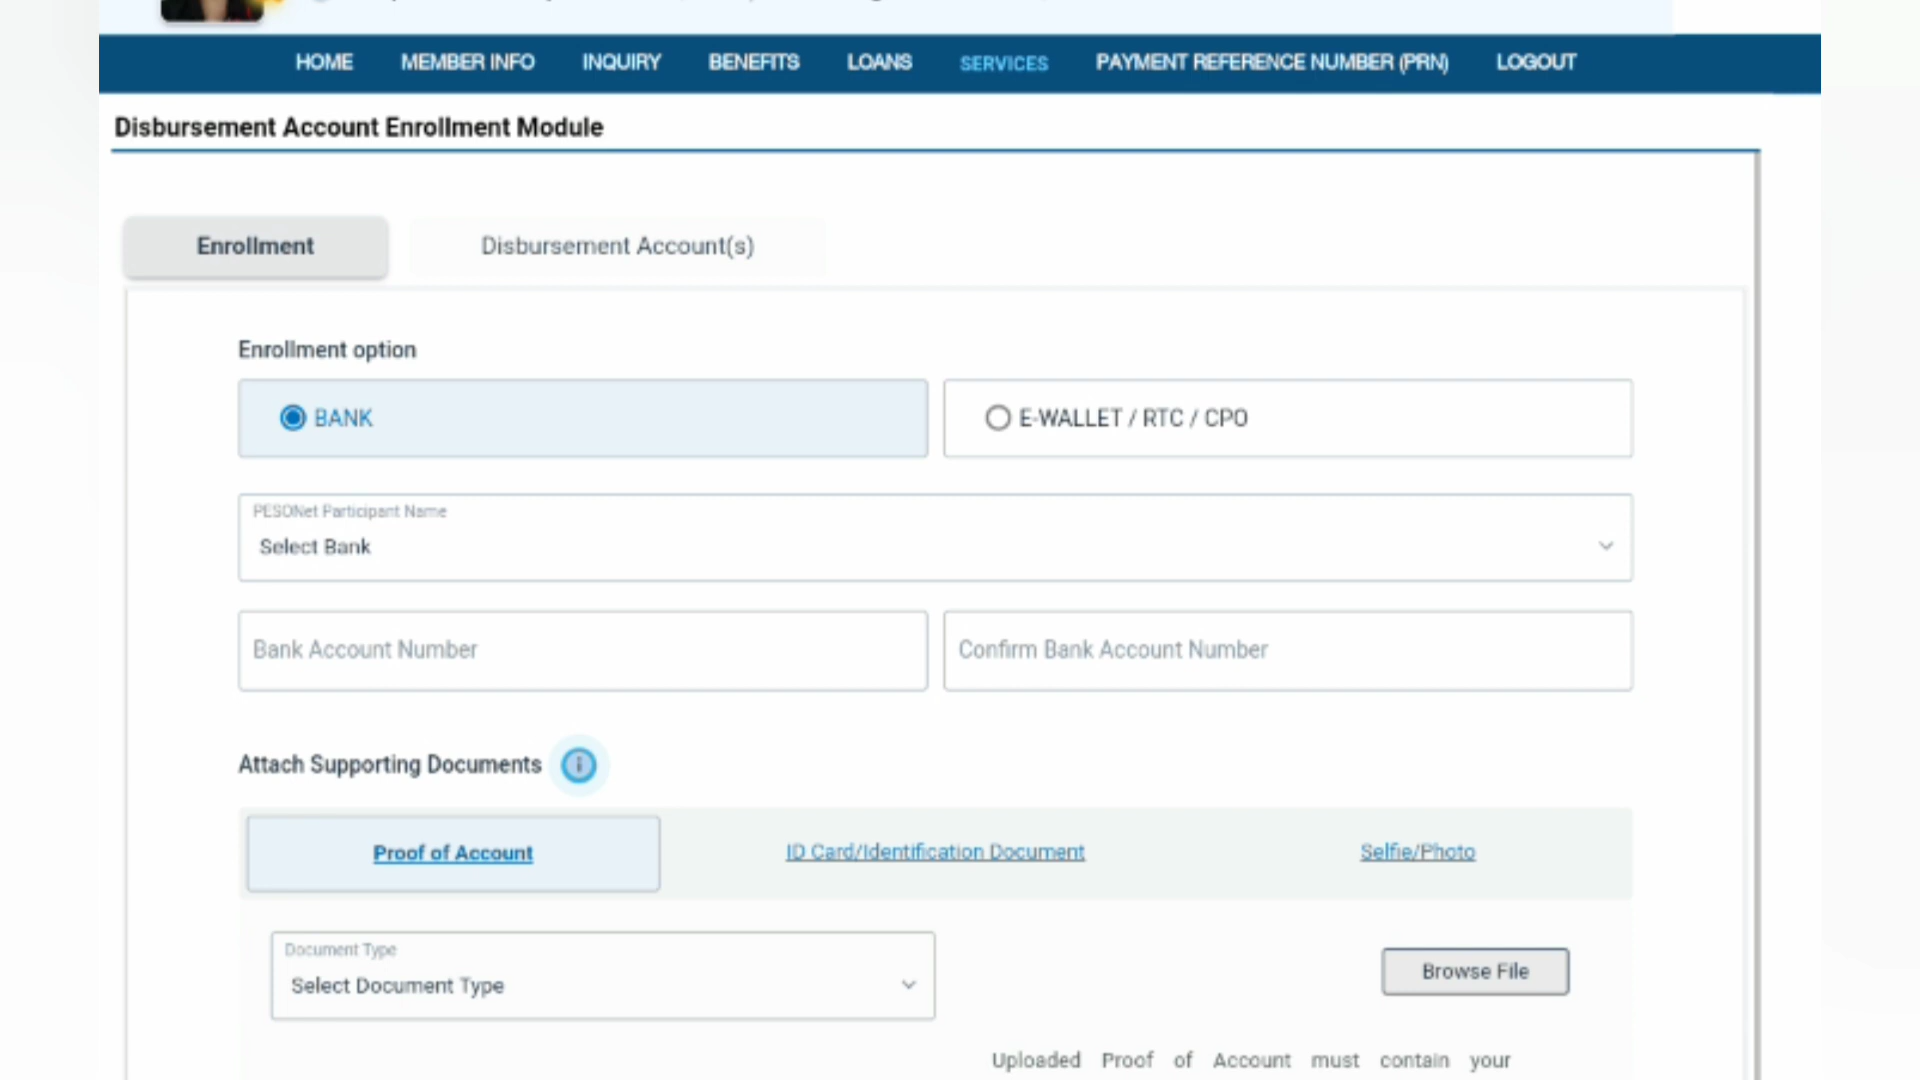 HOME MEMBER INFO INQUIRY BENEFITS LOANS SERVICES PAYMENT REFERENCE NUMBER (PRN) LOGOUT
Disbursement Account Enrollment Module
Enrollment Disbursement Account(s)
Enrollment option
BANK E-WALLET / RTC / CPO
PESONet Participant Name
Select Bank
Bank Account Number Confirm Bank Account Number
Attach Supporting Documents i
Proof of Account ID Card/Identification Document Selfie/Photo
Document Type
Select Document Type
Browse File
Uploaded Proof of Account must contain your